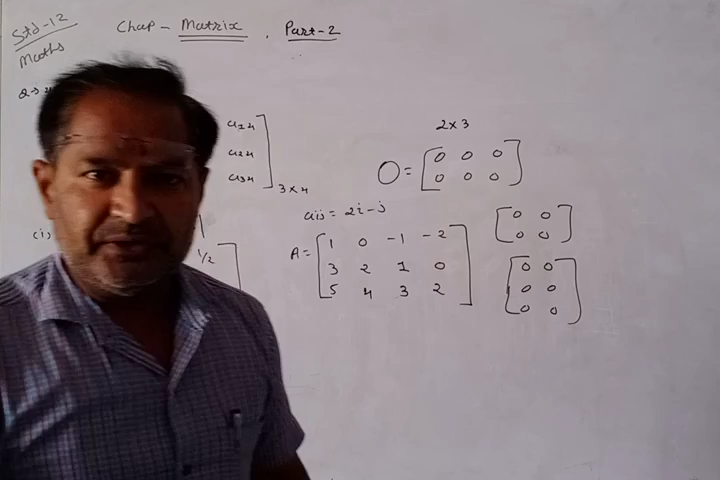 Std-12 Chap - Matrix . Part-2
Maths
a14
a24
a34
3×4
2×3
O = [0 0 0
0 0 0]
(i)
1/2
aij = 2i-j
A = [1 0 -1 -2
3 2 1 0
5 4 3 2]
[0 0
0 0]
[0 0
0 0
0 0]